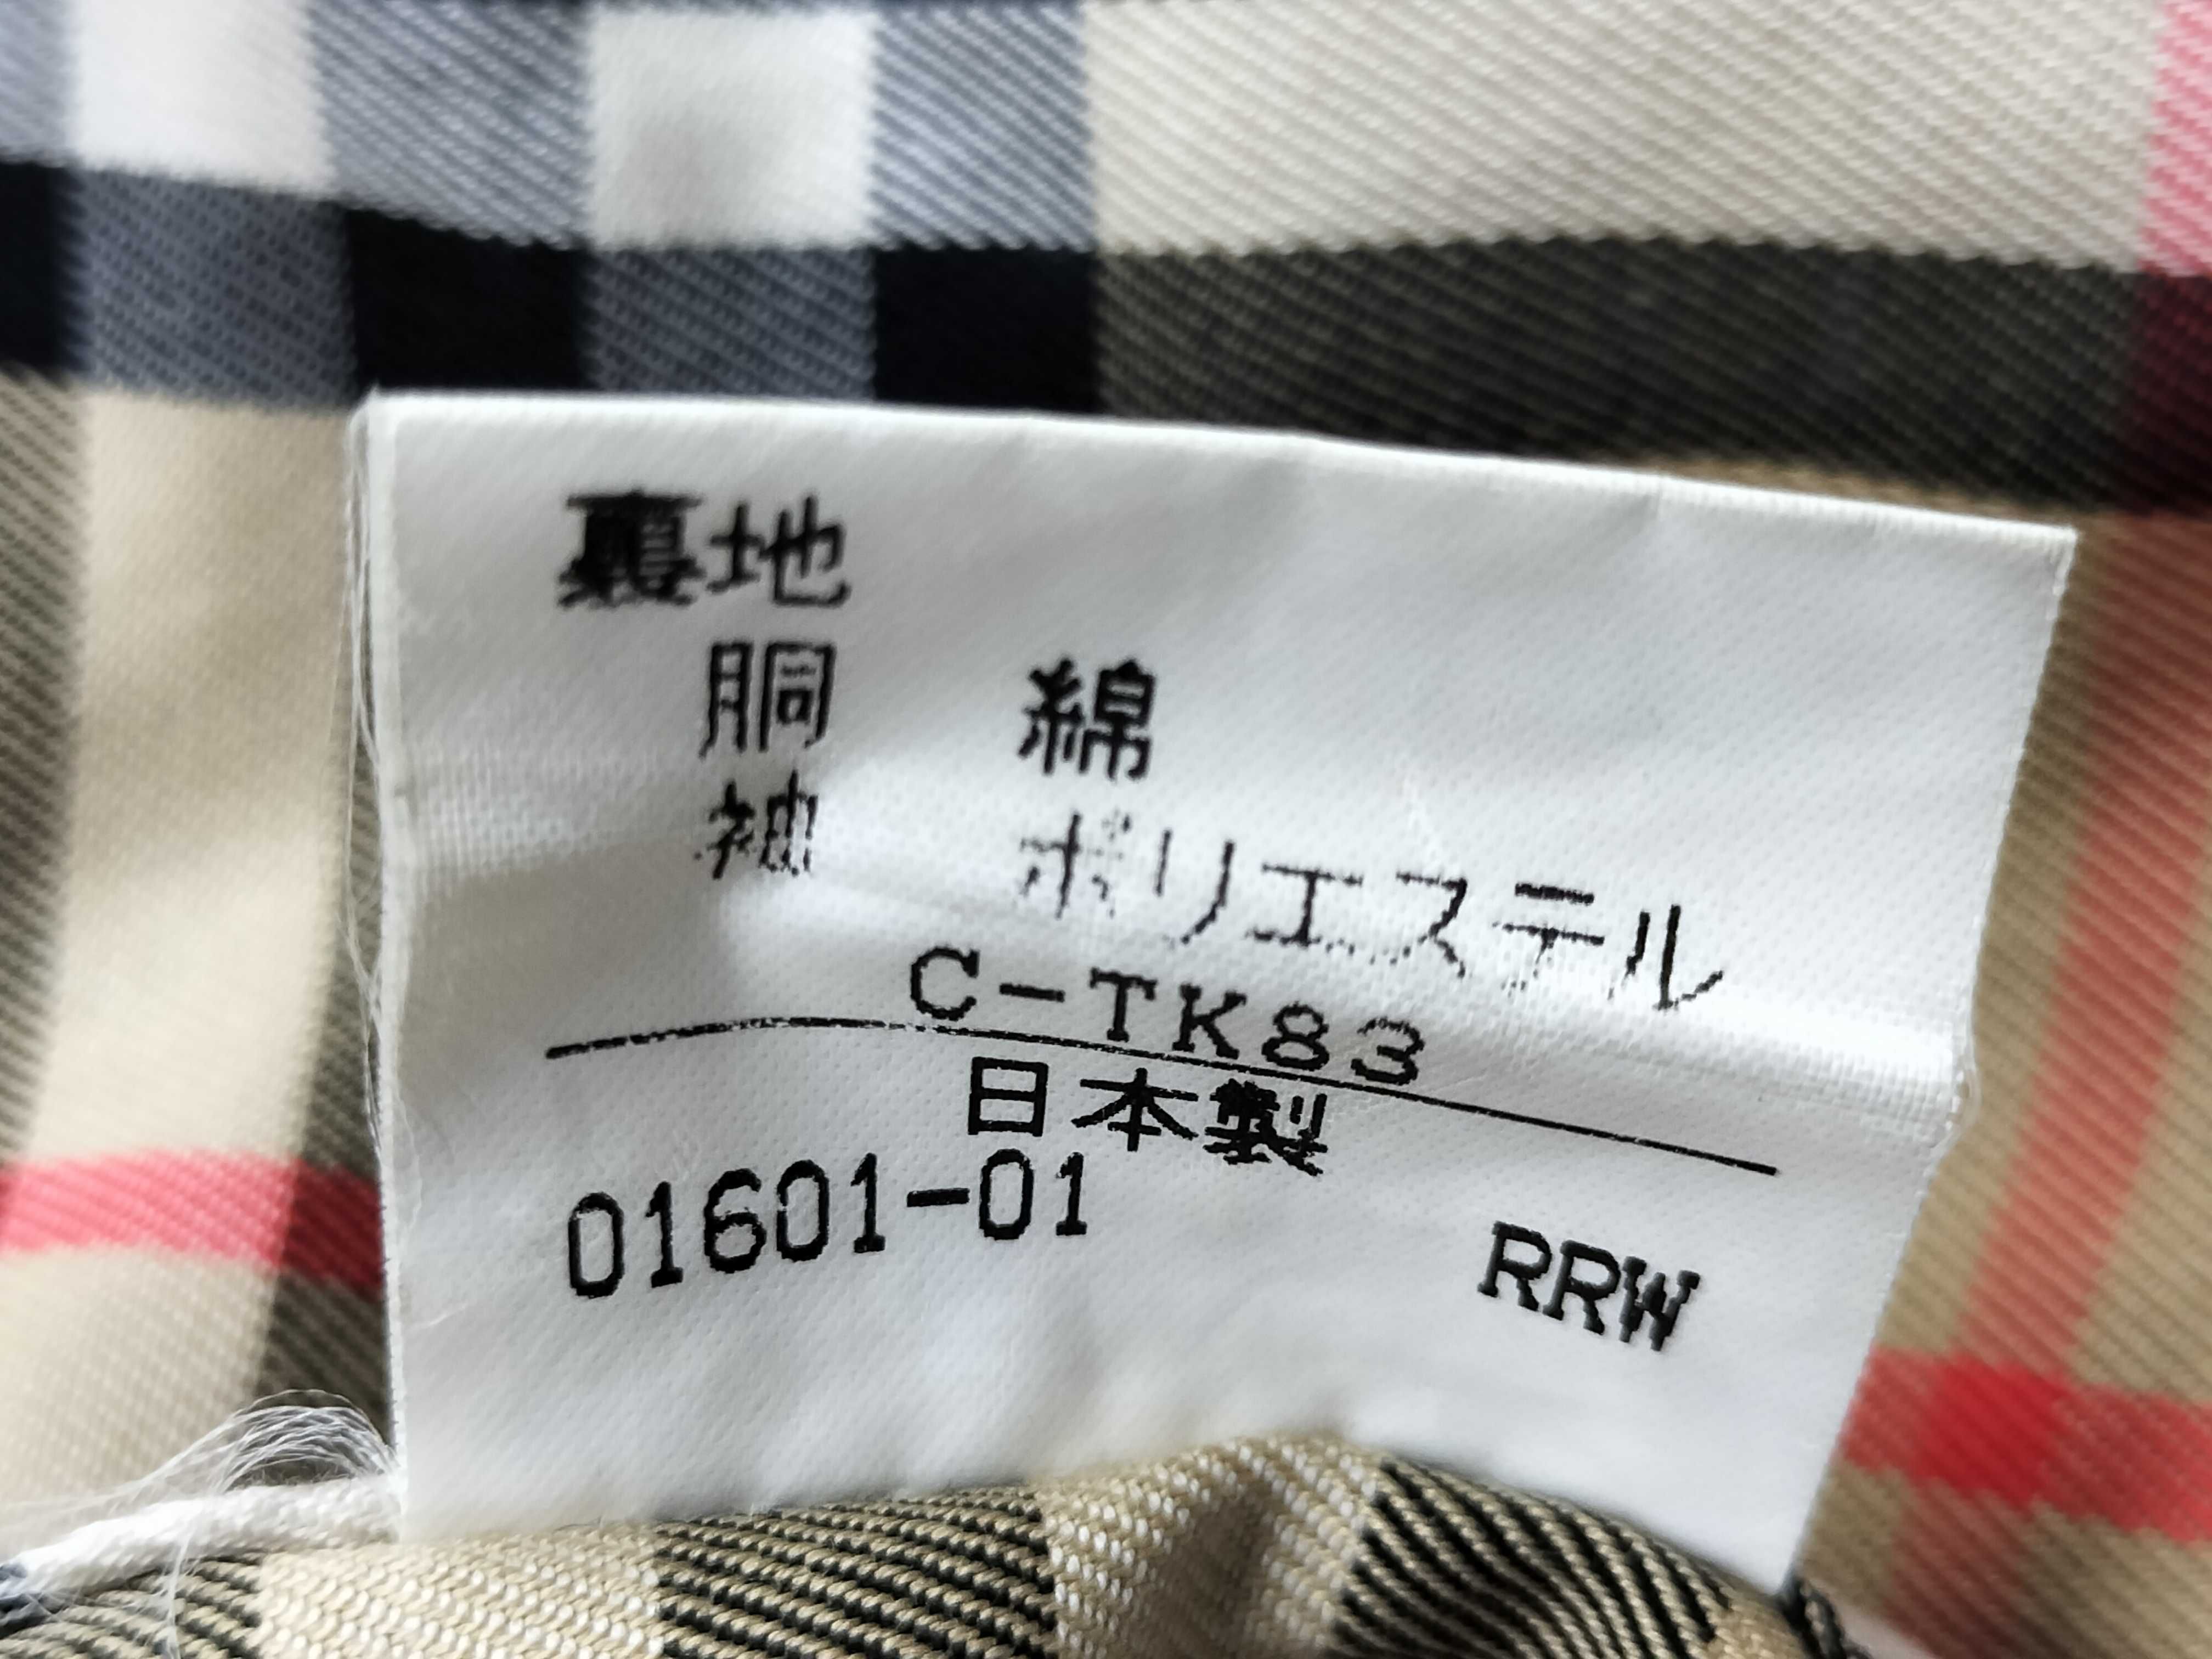 裏地
胴 綿
袖 ポリエステル
C-TK83
日本製
01601-01 RRW